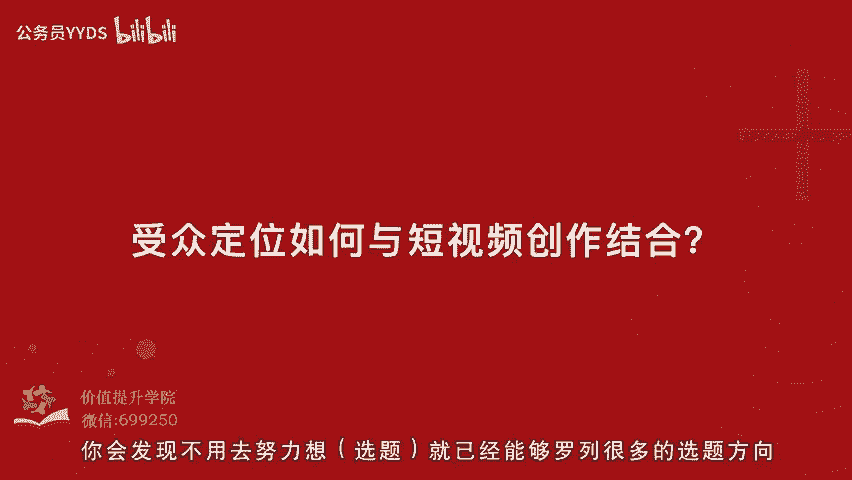 公务员YYDS bilibili
受众定位如何与短视频创作结合？
价值提升学院
微信:699250
你会发现不用去努力想（选题）就已经能够罗列很多的选题方向